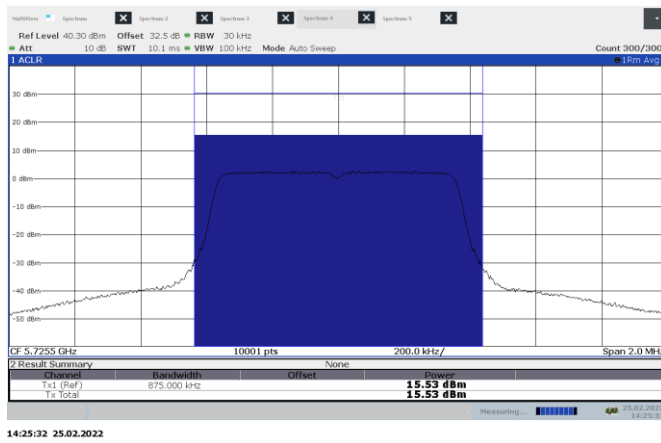 MultiView Spectrum Spectrum 2 Spectrum 3 Spectrum 4 Spectrum 5
Ref Level 40.30 dBm Offset 32.5 dB RBW 30 kHz
Att 10 dB SWT 10.1 ms VBW 100 kHz Mode Auto Sweep Count 300/300
1 ACLR 1Rm Avg
30 dBm
20 dBm
10 dBm
0 dBm
-10 dBm
-20 dBm
-30 dBm
-40 dBm
-50 dBm
CF 5.7255 GHz 10001 pts 200.0 kHz/ Span 2.0 MHz
2 Result Summary None
Channel Bandwidth Offset Power
Tx1 (Ref) 875.000 kHz 15.53 dBm
Tx Total 15.53 dBm
Measuring... 23.02.2022
14:25:32 25.02.2022